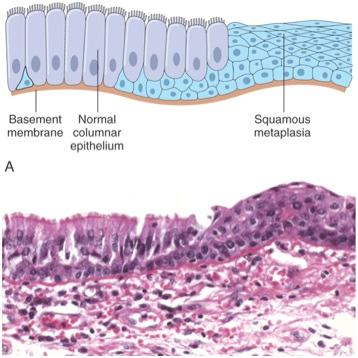 Basement
membrane
Normal
columnar
epithelium
Squamous
metaplasia
A